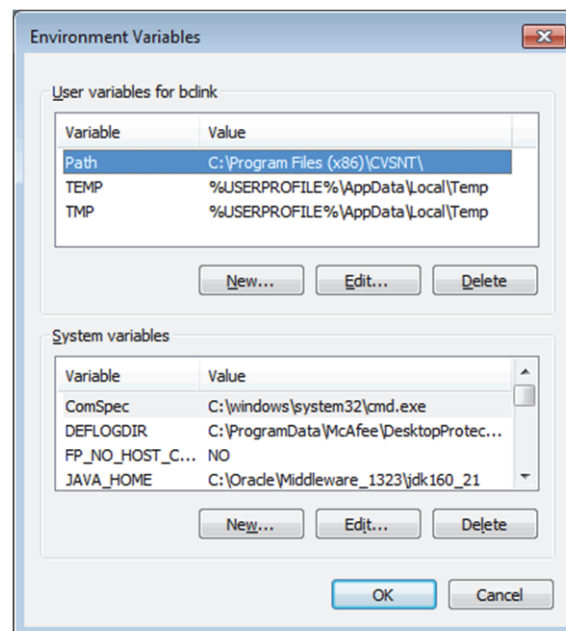 Environment Variables
User variables for bclink
Variable Value
Path C:\Program Files (x86)\CVSNT\
TEMP %USERPROFILE%\AppData\Local\Temp
TMP %USERPROFILE%\AppData\Local\Temp
New... Edit... Delete
System variables
Variable Value
ComSpec C:\windows\system32\cmd.exe
DEFLOGDIR C:\ProgramData\McAfee\DesktopProtec...
FP_NO_HOST_C... NO
JAVA_HOME C:\Oracle\Middleware_1323\jdk160_21
New... Edit... Delete
OK Cancel